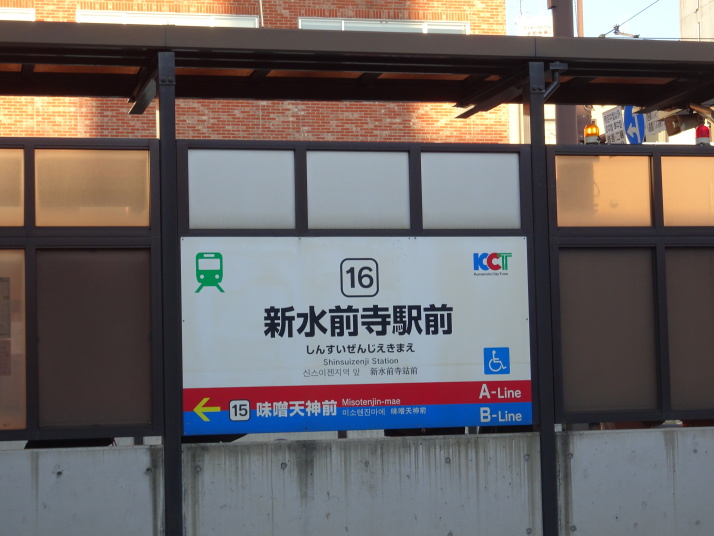 KCT
Kumamoto City Tram
16
新水前寺駅前
しんすいぜんじえきまえ
Shinsuizenji Station
신스이젠지역 앞 新水前寺站前
15 味噌天神前 Misotenjin-mae
미소텐진마에 味噌天神前
A-Line
B-Line